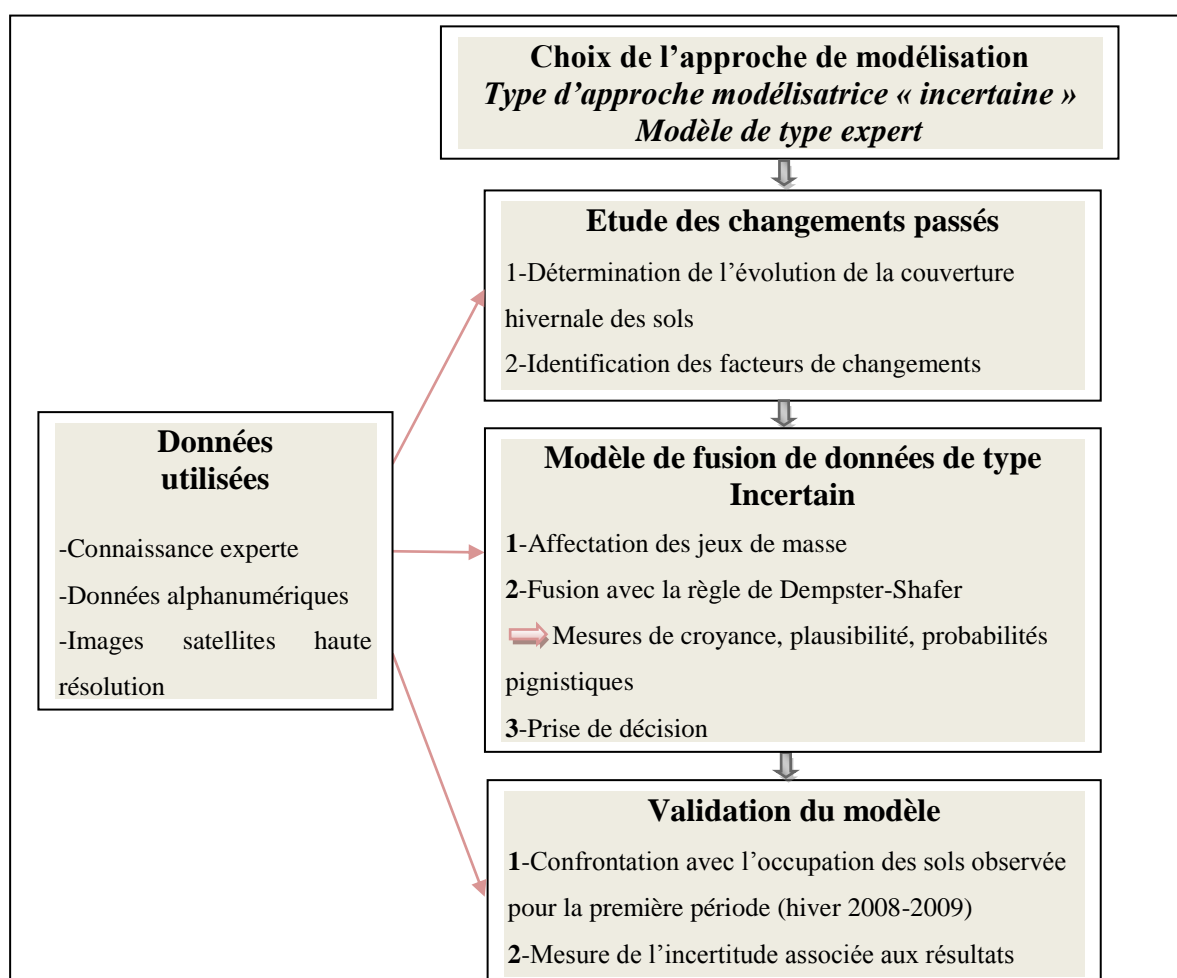 Choix de l’approche de modélisation
Type d’approche modélisatrice « incertaine »
Modèle de type expert
Etude des changements passés
1-Détermination de l’évolution de la couverture
hivernale des sols
2-Identification des facteurs de changements
Données
utilisées
-Connaissance experte
-Données alphanumériques
-Images satellites haute
résolution
Modèle de fusion de données de type
Incertain
1-Affectation des jeux de masse
2-Fusion avec la règle de Dempster-Shafer
Mesures de croyance, plausibilité, probabilités
pignistiques
3-Prise de décision
Validation du modèle
1-Confrontation avec l’occupation des sols observée
pour la première période (hiver 2008-2009)
2-Mesure de l’incertitude associée aux résultats